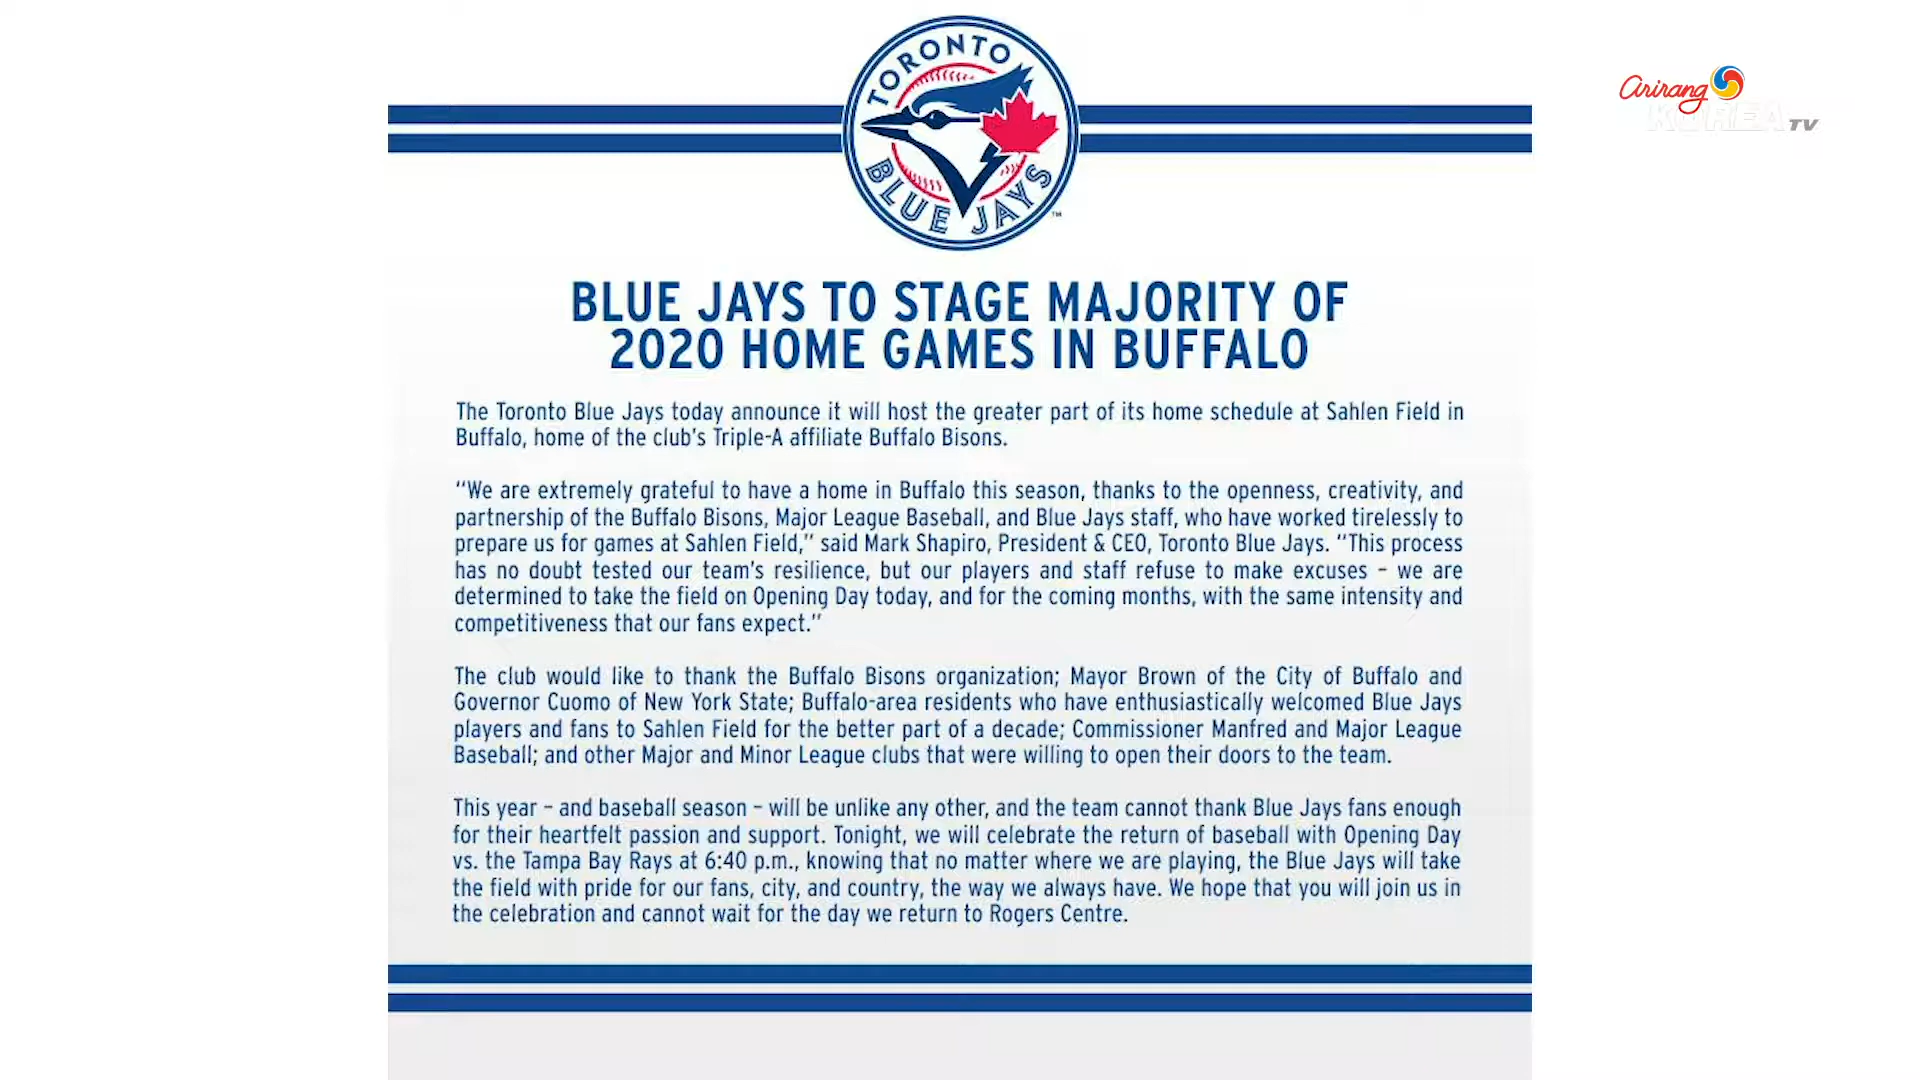 TORONTO
BLUE JAYS
™
Arirang
KOREA TV
BLUE JAYS TO STAGE MAJORITY OF
2020 HOME GAMES IN BUFFALO
The Toronto Blue Jays today announce it will host the greater part of its home schedule at Sahlen Field in
Buffalo, home of the club's Triple-A affiliate Buffalo Bisons.
“We are extremely grateful to have a home in Buffalo this season, thanks to the openness, creativity, and
partnership of the Buffalo Bisons, Major League Baseball, and Blue Jays staff, who have worked tirelessly to
prepare us for games at Sahlen Field,” said Mark Shapiro, President & CEO, Toronto Blue Jays. “This process
has no doubt tested our team's resilience, but our players and staff refuse to make excuses – we are
determined to take the field on Opening Day today, and for the coming months, with the same intensity and
competitiveness that our fans expect.”
The club would like to thank the Buffalo Bisons organization; Mayor Brown of the City of Buffalo and
Governor Cuomo of New York State; Buffalo-area residents who have enthusiastically welcomed Blue Jays
players and fans to Sahlen Field for the better part of a decade; Commissioner Manfred and Major League
Baseball; and other Major and Minor League clubs that were willing to open their doors to the team.
This year – and baseball season – will be unlike any other, and the team cannot thank Blue Jays fans enough
for their heartfelt passion and support. Tonight, we will celebrate the return of baseball with Opening Day
vs. the Tampa Bay Rays at 6:40 p.m., knowing that no matter where we are playing, the Blue Jays will take
the field with pride for our fans, city, and country, the way we always have. We hope that you will join us in
the celebration and cannot wait for the day we return to Rogers Centre.